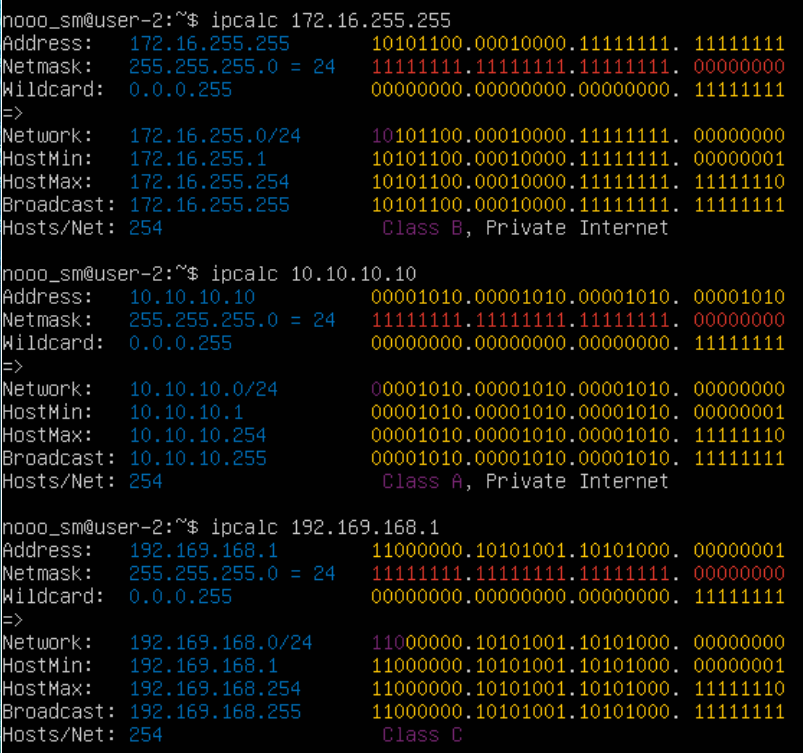 nooo_sm@user-2:~$ ipcalc 172.16.255.255
Address:   172.16.255.255        10101100.00010000.11111111. 11111111
Netmask:   255.255.255.0 = 24    11111111.11111111.11111111. 00000000
Wildcard:  0.0.0.255             00000000.00000000.00000000. 11111111
=>
Network:   172.16.255.0/24       10101100.00010000.11111111. 00000000
HostMin:   172.16.255.1          10101100.00010000.11111111. 00000001
HostMax:   172.16.255.254        10101100.00010000.11111111. 11111110
Broadcast: 172.16.255.255        10101100.00010000.11111111. 11111111
Hosts/Net: 254                    Class B, Private Internet
nooo_sm@user-2:~$ ipcalc 10.10.10.10
Address:   10.10.10.10           00001010.00001010.00001010. 00001010
Netmask:   255.255.255.0 = 24    11111111.11111111.11111111. 00000000
Wildcard:  0.0.0.255             00000000.00000000.00000000. 11111111
=>
Network:   10.10.10.0/24         00001010.00001010.00001010. 00000000
HostMin:   10.10.10.1            00001010.00001010.00001010. 00000001
HostMax:   10.10.10.254          00001010.00001010.00001010. 11111110
Broadcast: 10.10.10.255          00001010.00001010.00001010. 11111111
Hosts/Net: 254                    Class A, Private Internet
nooo_sm@user-2:~$ ipcalc 192.169.168.1
Address:   192.169.168.1         11000000.10101001.10101000. 00000001
Netmask:   255.255.255.0 = 24    11111111.11111111.11111111. 00000000
Wildcard:  0.0.0.255             00000000.00000000.00000000. 11111111
=>
Network:   192.169.168.0/24      11000000.10101001.10101000. 00000000
HostMin:   192.169.168.1         11000000.10101001.10101000. 00000001
HostMax:   192.169.168.254       11000000.10101001.10101000. 11111110
Broadcast: 192.169.168.255       11000000.10101001.10101000. 11111111
Hosts/Net: 254                    Class C